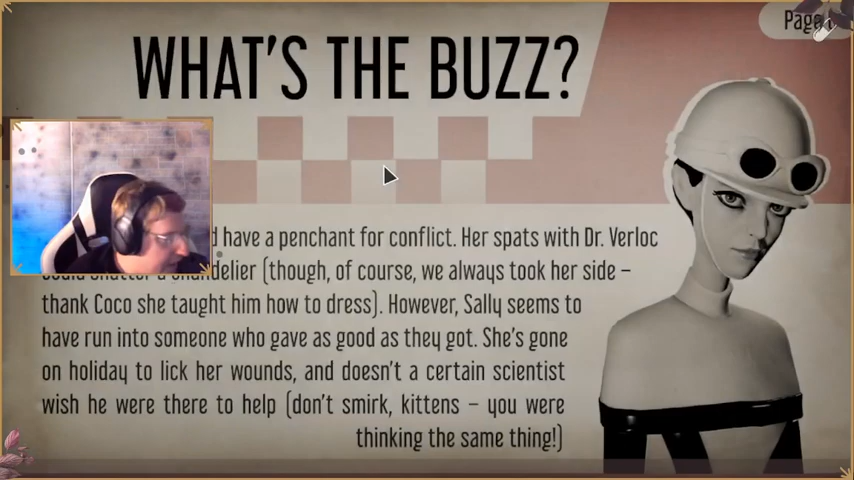 Page
WHAT'S THE BUZZ?
have a penchant for conflict. Her spats with Dr. Verloc
could shatter a chandelier (though, of course, we always took her side –
thank Coco she taught him how to dress). However, Sally seems to
have run into someone who gave as good as they got. She's gone
on holiday to lick her wounds, and doesn't a certain scientist
wish he were there to help (don't smirk, kittens – you were
thinking the same thing!)